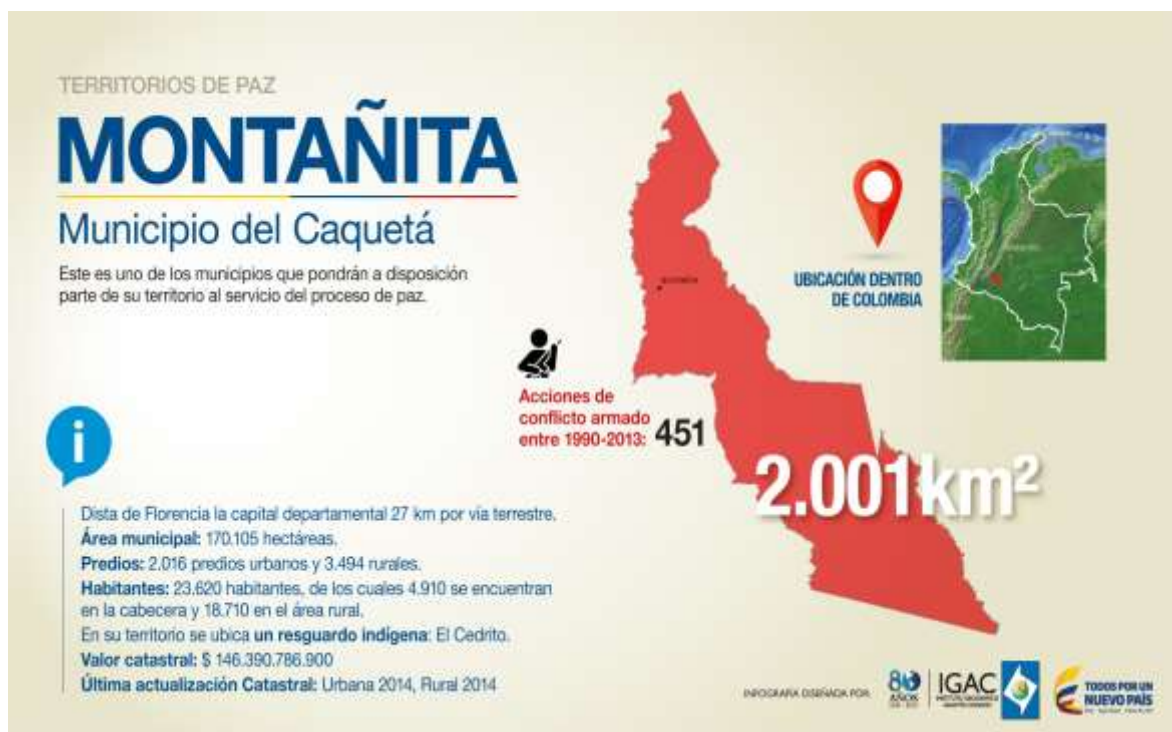 TERRITORIOS DE PAZ
MONTAÑITA
Municipio del Caquetá
Este es uno de los municipios que pondrán a disposición
parte de su territorio al servicio del proceso de paz.
UBICACIÓN DENTRO
DE COLOMBIA
Acciones de
conflicto armado
entre 1990-2013: 451
2.001km²
i
Dista de Florencia la capital departamental 27 km por vía terrestre.
Área municipal: 170.105 hectáreas.
Predios: 2.016 predios urbanos y 3.494 rurales.
Habitantes: 23.620 habitantes, de los cuales 4.910 se encuentran
en la cabecera y 18.710 en el área rural.
En su territorio se ubica un resguardo indígena: El Cedrito.
Valor catastral: $ 146.390.786.900
Última actualización Catastral: Urbana 2014, Rural 2014
INFOGRAFÍA DISEÑADA POR:
80
AÑOS
IGAC
TODOS POR UN
NUEVO PAÍS